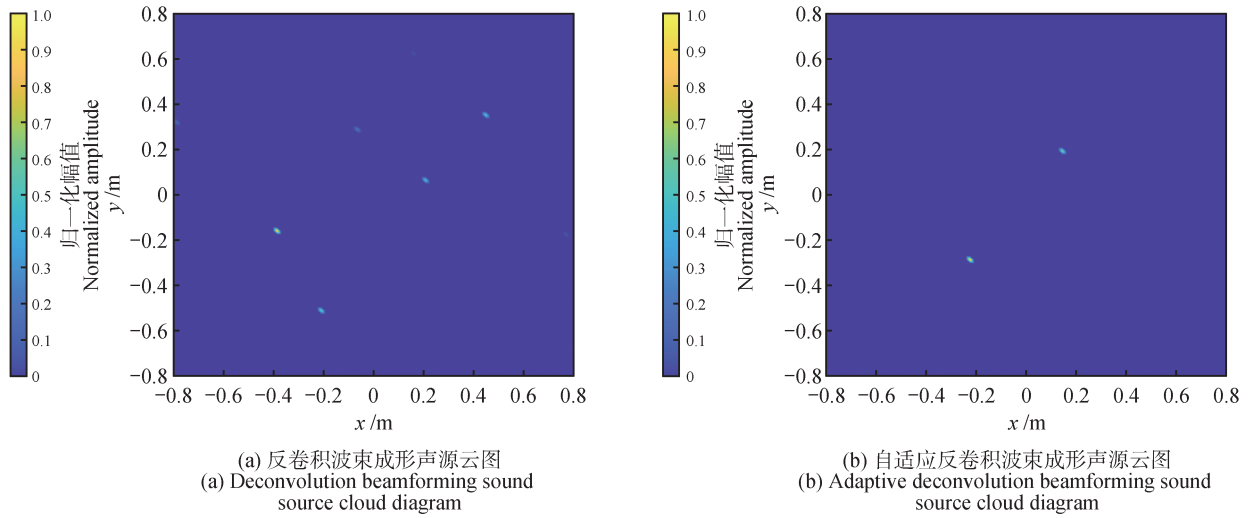 1.0
0.9
0.8
0.7
0.6
0.5
0.4
0.3
0.2
0.1
0
归一化幅值
Normalized amplitude
y /m
0.8
0.6
0.4
0.2
0
−0.2
−0.4
−0.6
−0.8
−0.8 −0.6 −0.4 −0.2 0 0.2 0.4 0.6 0.8
x /m
(a) 反卷积波束成形声源云图
(a) Deconvolution beamforming sound
source cloud diagram
1.0
0.9
0.8
0.7
0.6
0.5
0.4
0.3
0.2
0.1
0
归一化幅值
Normalized amplitude
y /m
0.8
0.6
0.4
0.2
0
−0.2
−0.4
−0.6
−0.8
−0.8 −0.6 −0.4 −0.2 0 0.2 0.4 0.6 0.8
x /m
(b) 自适应反卷积波束成形声源云图
(b) Adaptive deconvolution beamforming sound
source cloud diagram